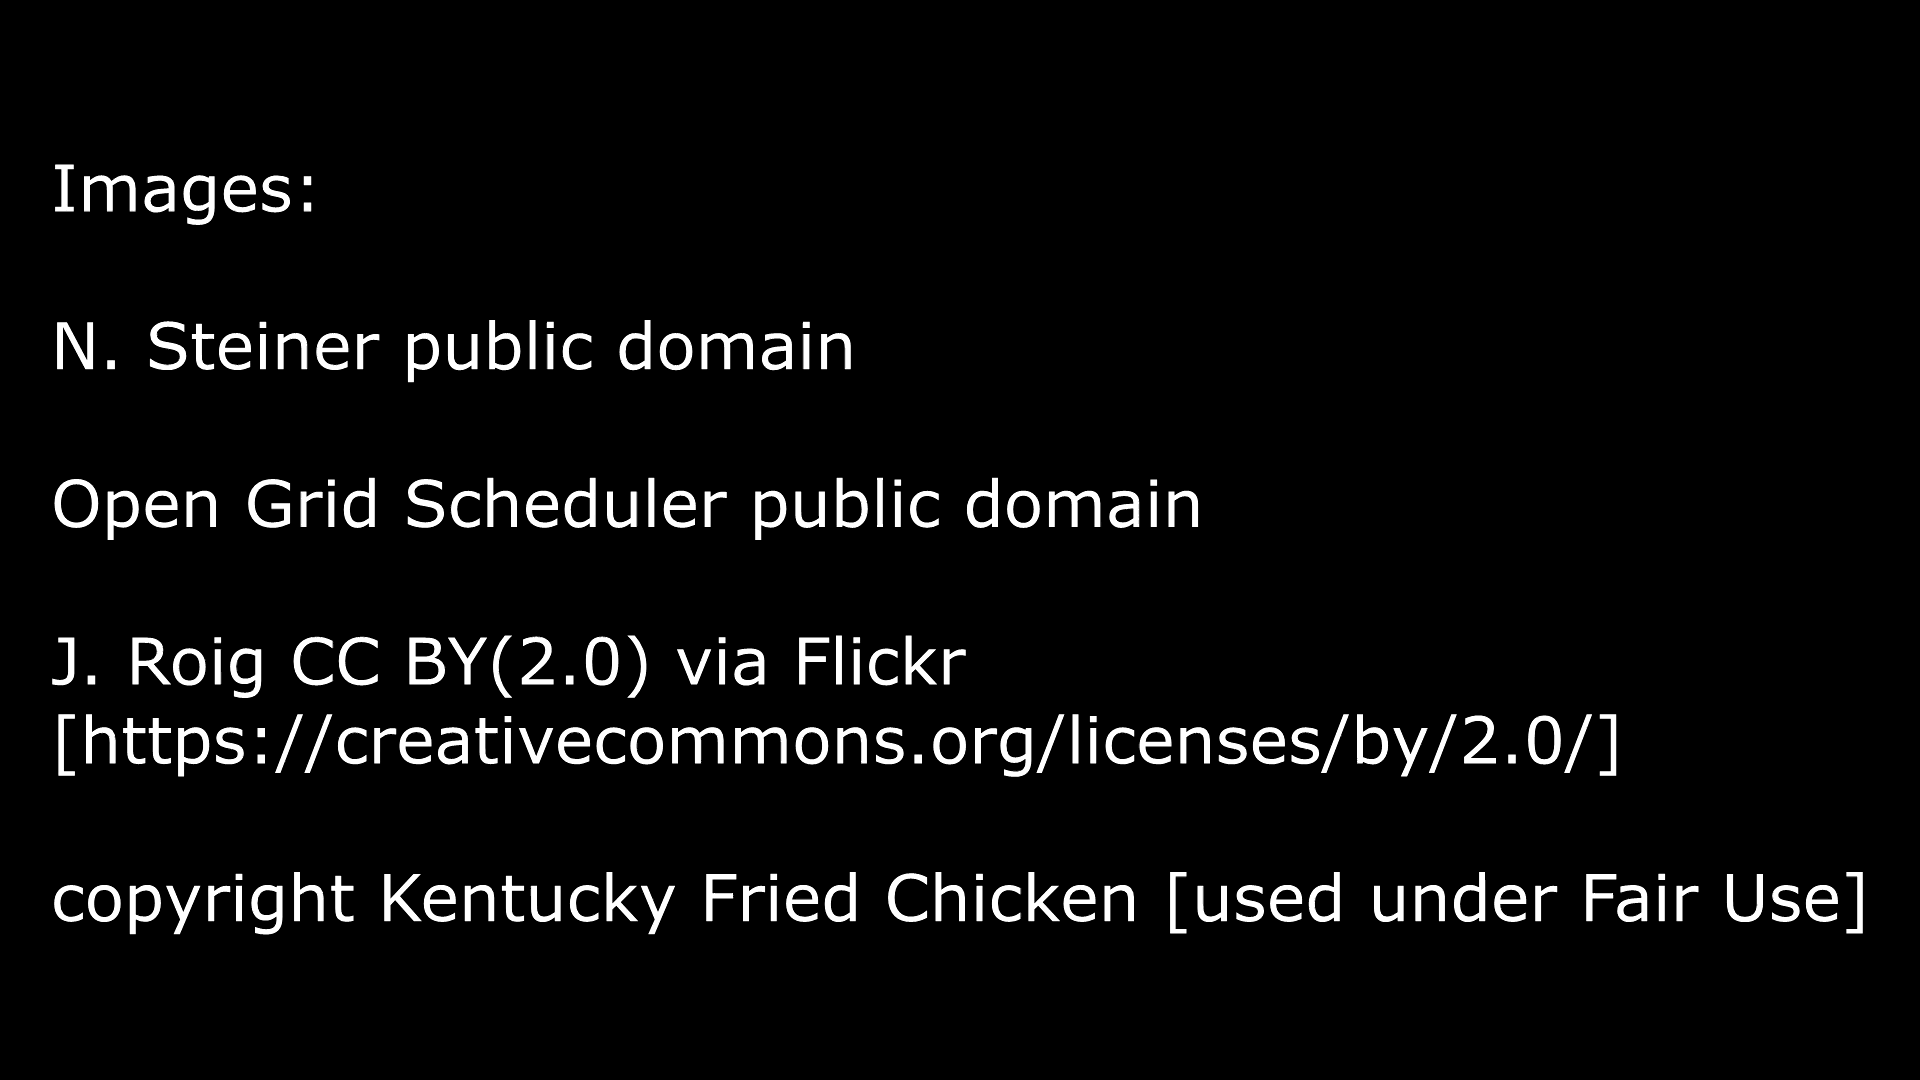 Images:
N. Steiner public domain
Open Grid Scheduler public domain
J. Roig CC BY(2.0) via Flickr
[https://creativecommons.org/licenses/by/2.0/]
copyright Kentucky Fried Chicken [used under Fair Use]